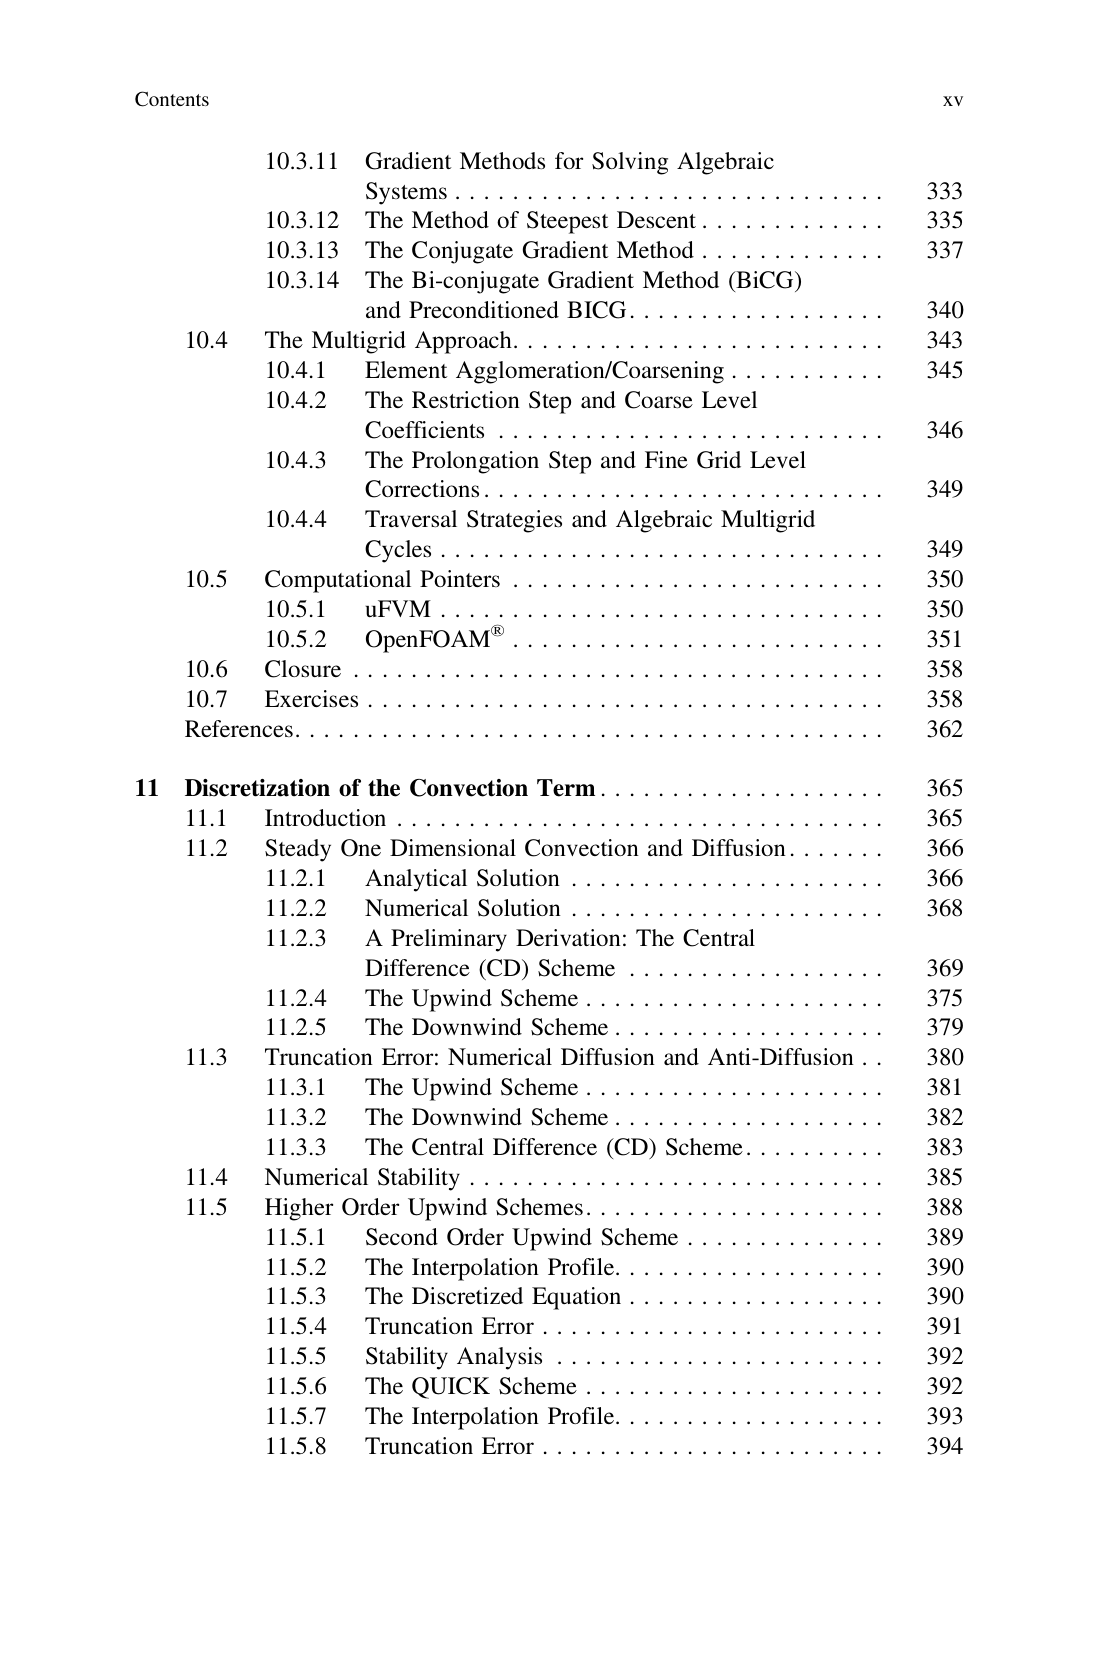 Contents xv
10.3.11 Gradient Methods for Solving Algebraic
Systems . . . . . . . . . . . . . . . . . . . . . . . . . . . . . . 333
10.3.12 The Method of Steepest Descent . . . . . . . . . . . . . 335
10.3.13 The Conjugate Gradient Method . . . . . . . . . . . . . 337
10.3.14 The Bi-conjugate Gradient Method (BiCG)
and Preconditioned BICG. . . . . . . . . . . . . . . . . . 340
10.4 The Multigrid Approach. . . . . . . . . . . . . . . . . . . . . . . . . . 343
10.4.1 Element Agglomeration/Coarsening . . . . . . . . . . . 345
10.4.2 The Restriction Step and Coarse Level
Coefficients . . . . . . . . . . . . . . . . . . . . . . . . . . . 346
10.4.3 The Prolongation Step and Fine Grid Level
Corrections . . . . . . . . . . . . . . . . . . . . . . . . . . . . 349
10.4.4 Traversal Strategies and Algebraic Multigrid
Cycles . . . . . . . . . . . . . . . . . . . . . . . . . . . . . . . 349
10.5 Computational Pointers . . . . . . . . . . . . . . . . . . . . . . . . . . 350
10.5.1 uFVM . . . . . . . . . . . . . . . . . . . . . . . . . . . . . . . 350
10.5.2 OpenFOAM® . . . . . . . . . . . . . . . . . . . . . . . . . . 351
10.6 Closure . . . . . . . . . . . . . . . . . . . . . . . . . . . . . . . . . . . . . 358
10.7 Exercises . . . . . . . . . . . . . . . . . . . . . . . . . . . . . . . . . . . . 358
References. . . . . . . . . . . . . . . . . . . . . . . . . . . . . . . . . . . . . . . . . 362
11 Discretization of the Convection Term . . . . . . . . . . . . . . . . . . . . 365
11.1 Introduction . . . . . . . . . . . . . . . . . . . . . . . . . . . . . . . . . . 365
11.2 Steady One Dimensional Convection and Diffusion. . . . . . . 366
11.2.1 Analytical Solution . . . . . . . . . . . . . . . . . . . . . . 366
11.2.2 Numerical Solution . . . . . . . . . . . . . . . . . . . . . . 368
11.2.3 A Preliminary Derivation: The Central
Difference (CD) Scheme . . . . . . . . . . . . . . . . . . 369
11.2.4 The Upwind Scheme . . . . . . . . . . . . . . . . . . . . . 375
11.2.5 The Downwind Scheme . . . . . . . . . . . . . . . . . . . 379
11.3 Truncation Error: Numerical Diffusion and Anti-Diffusion . . 380
11.3.1 The Upwind Scheme . . . . . . . . . . . . . . . . . . . . . 381
11.3.2 The Downwind Scheme . . . . . . . . . . . . . . . . . . . 382
11.3.3 The Central Difference (CD) Scheme. . . . . . . . . . 383
11.4 Numerical Stability . . . . . . . . . . . . . . . . . . . . . . . . . . . . . 385
11.5 Higher Order Upwind Schemes. . . . . . . . . . . . . . . . . . . . . 388
11.5.1 Second Order Upwind Scheme . . . . . . . . . . . . . . 389
11.5.2 The Interpolation Profile. . . . . . . . . . . . . . . . . . . 390
11.5.3 The Discretized Equation . . . . . . . . . . . . . . . . . . 390
11.5.4 Truncation Error . . . . . . . . . . . . . . . . . . . . . . . . 391
11.5.5 Stability Analysis . . . . . . . . . . . . . . . . . . . . . . . 392
11.5.6 The QUICK Scheme . . . . . . . . . . . . . . . . . . . . . 392
11.5.7 The Interpolation Profile. . . . . . . . . . . . . . . . . . . 393
11.5.8 Truncation Error . . . . . . . . . . . . . . . . . . . . . . . . 394